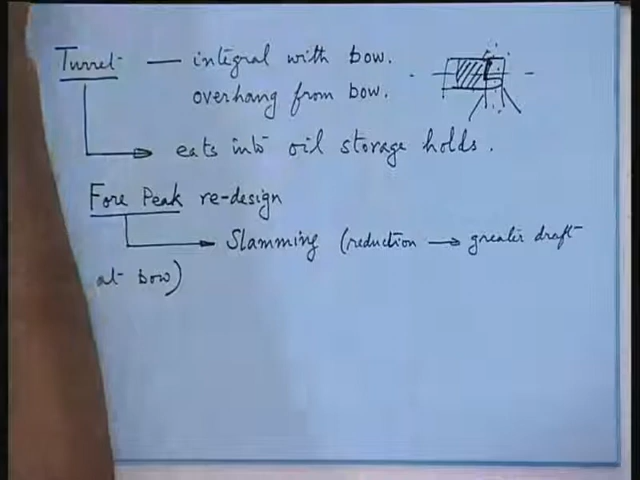 Turret — integral with bow.
overhang from bow.
eats into oil storage holds.
Fore Peak re-design
Slamming (reduction → greater draft
at bow)